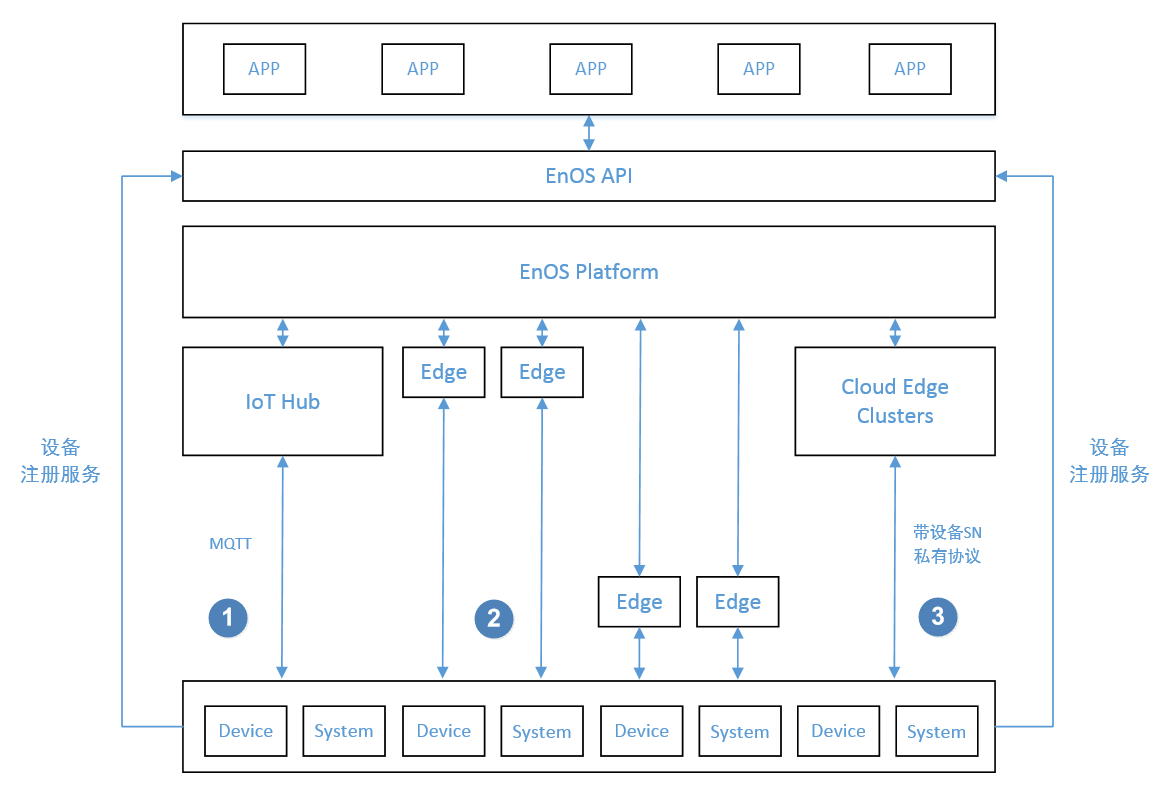 APP
APP
APP
APP
APP
EnOS API
EnOS Platform
IoT Hub
Edge
Edge
Cloud Edge
Clusters
设备
注册服务
设备
注册服务
MQTT
带设备SN
私有协议
Edge
Edge
1
2
3
Device
System
Device
System
Device
System
Device
System